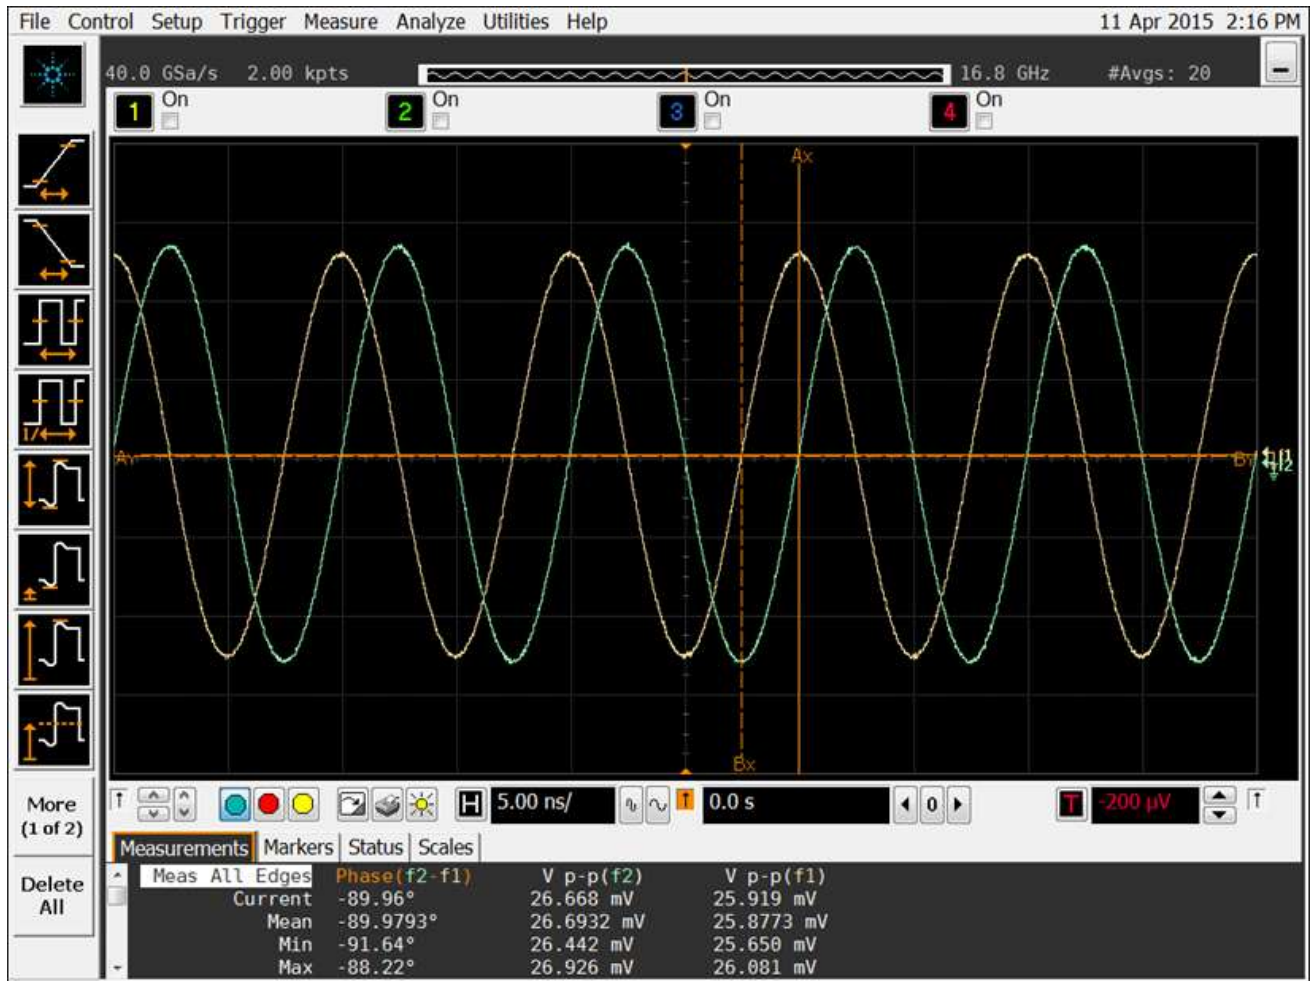 File Control Setup Trigger Measure Analyze Utilities Help 11 Apr 2015 2:16 PM
40.0 GSa/s 2.00 kpts 16.8 GHz #Avgs: 20
1 On 2 On 3 On 4 On
Ax
Ay By f1
f2
Bx
1/
More
(1 of 2)
Delete
All
H 5.00 ns/ 0.0 s 0 T -200 µV
Measurements Markers Status Scales
Meas All Edges Phase(f2-f1) V p-p(f2) V p-p(f1)
Current -89.96° 26.668 mV 25.919 mV
Mean -89.9793° 26.6932 mV 25.8773 mV
Min -91.64° 26.442 mV 25.650 mV
Max -88.22° 26.926 mV 26.081 mV